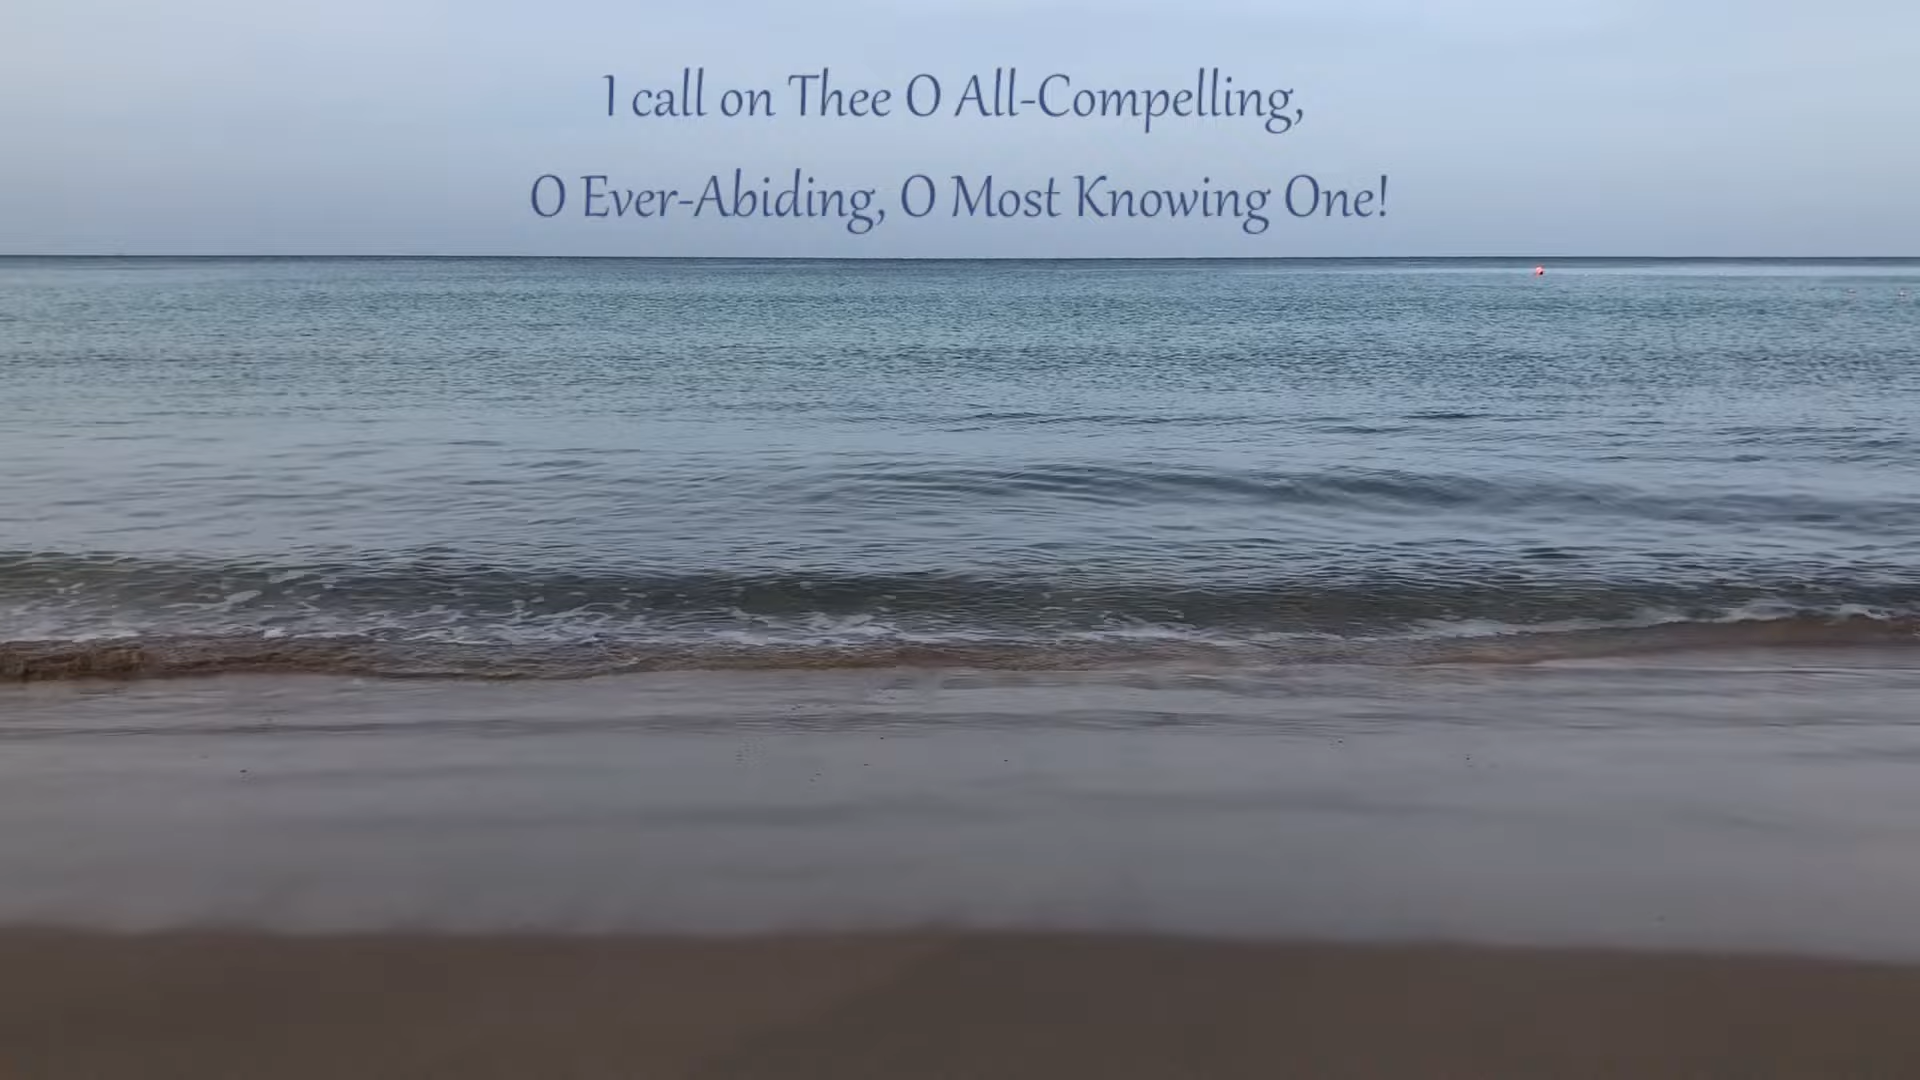 I call on Thee O All-Compelling,
O Ever-Abiding, O Most Knowing One!